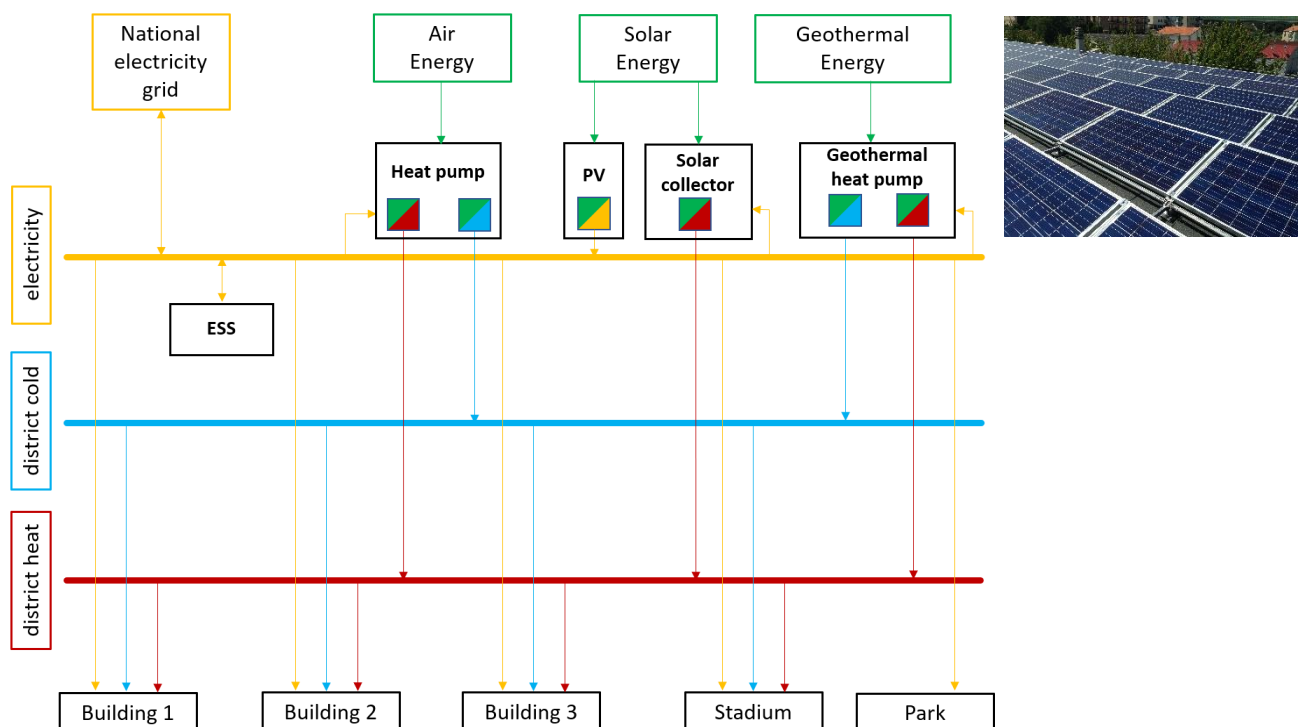 National
electricity
grid
Air
Energy
Solar
Energy
Geothermal
Energy
Heat pump
PV
Solar
collector
Geothermal
heat pump
electricity
ESS
district cold
district heat
Building 1
Building 2
Building 3
Stadium
Park